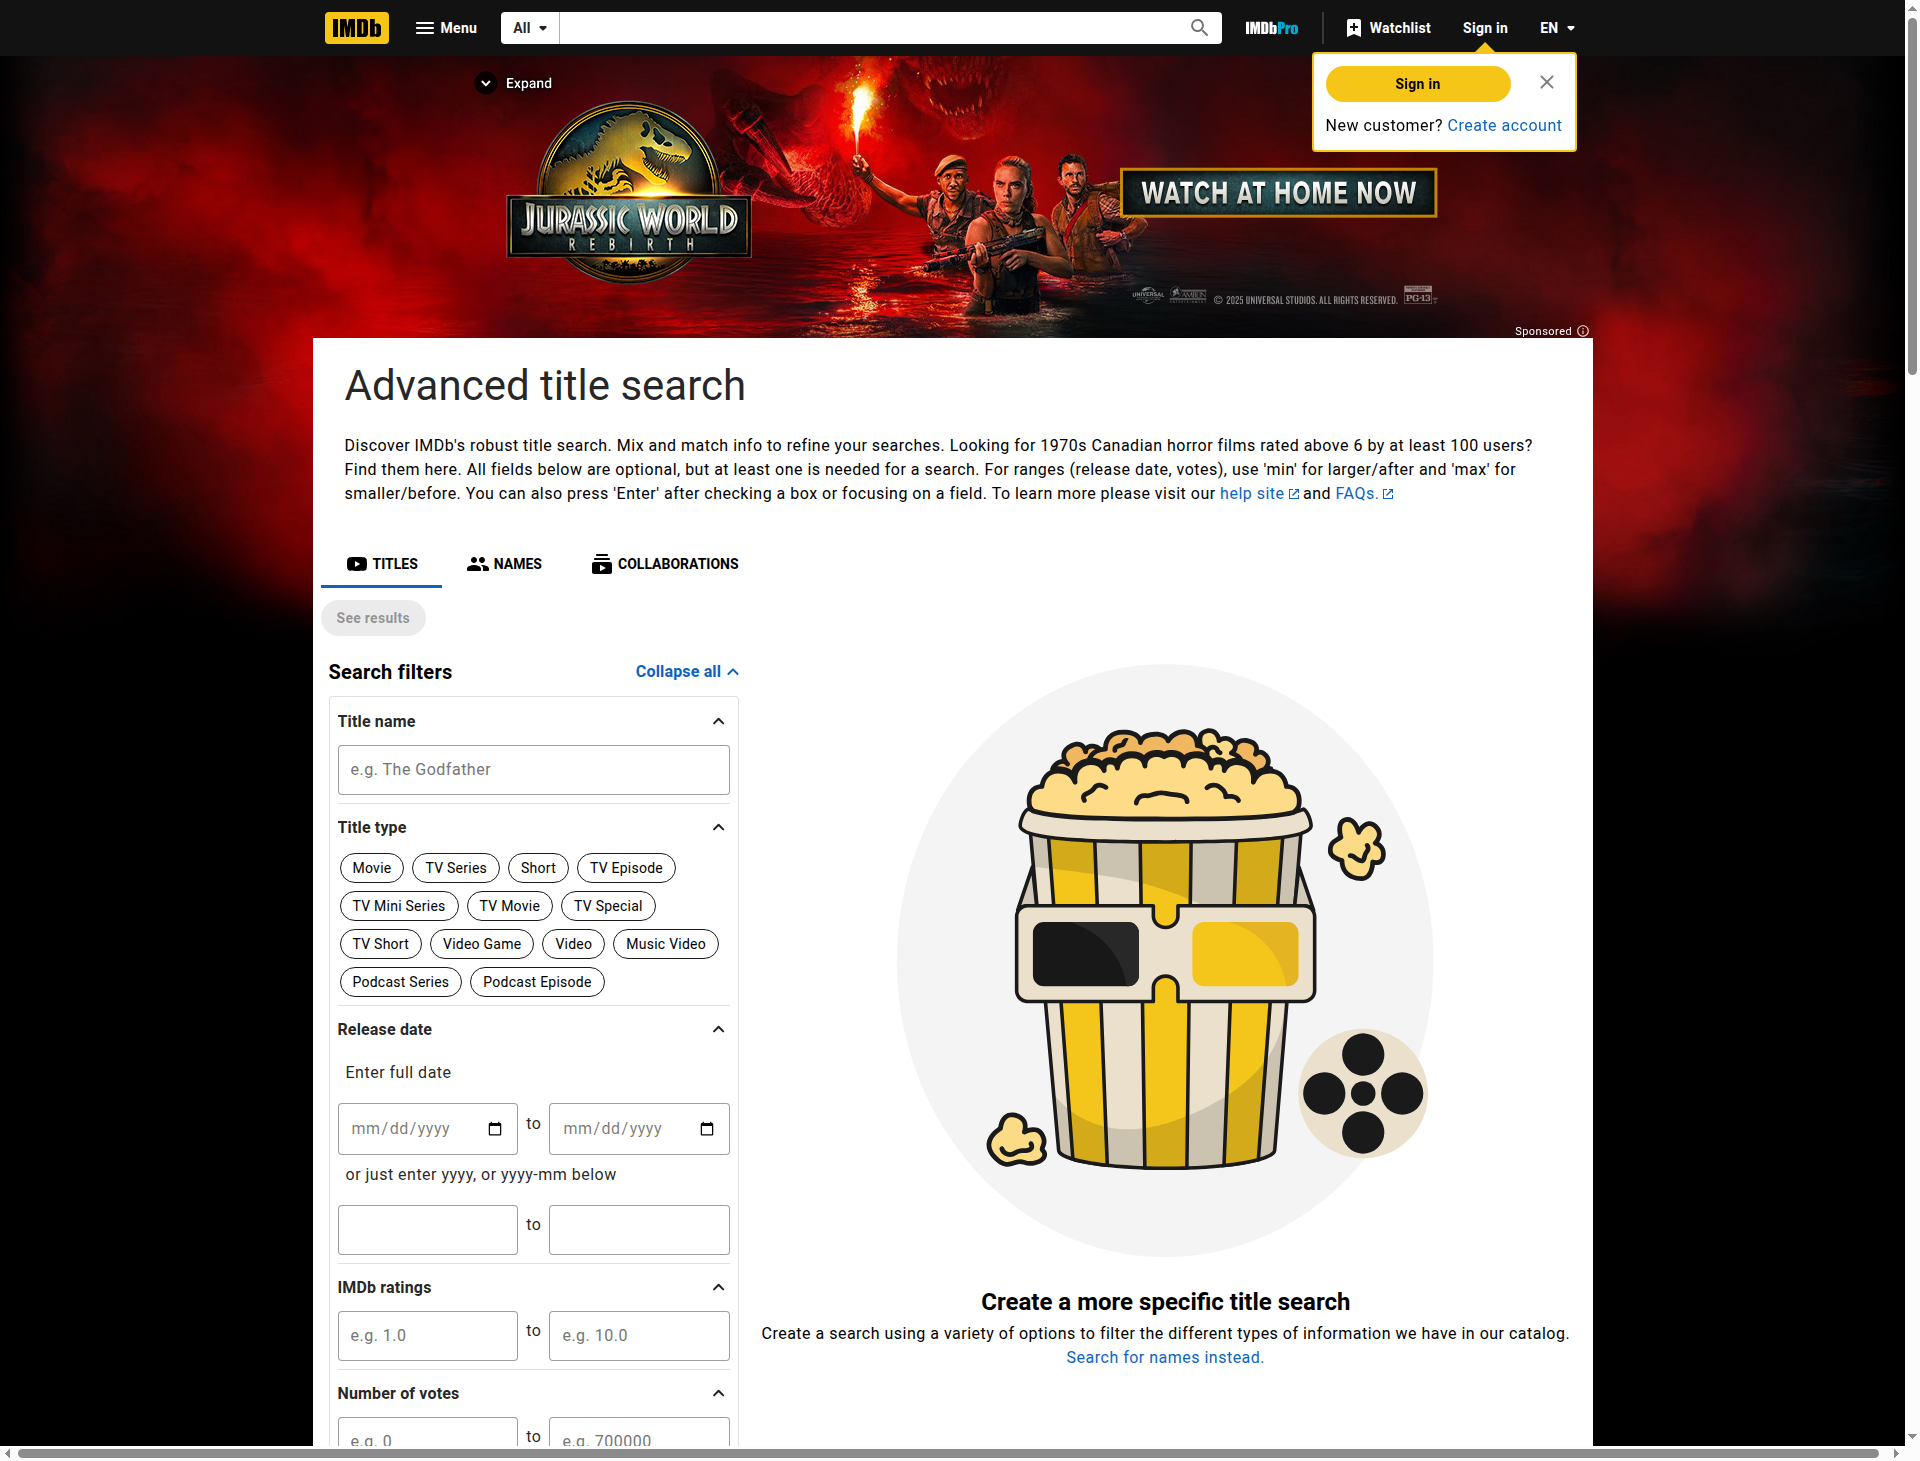 IMDb
Menu
All
IMDbPro
Watchlist
Sign in
EN
Expand
Sign in
New customer? Create account
JURASSIC WORLD
REBIRTH
WATCH AT HOME NOW
UNIVERSAL
AMBLIN
© 2025 UNIVERSAL STUDIOS. ALL RIGHTS RESERVED.
PG-13
Sponsored
Advanced title search
Discover IMDb's robust title search. Mix and match info to refine your searches. Looking for 1970s Canadian horror films rated above 6 by at least 100 users?
Find them here. All fields below are optional, but at least one is needed for a search. For ranges (release date, votes), use 'min' for larger/after and 'max' for
smaller/before. You can also press 'Enter' after checking a box or focusing on a field. To learn more please visit our help site and FAQs.
TITLES
NAMES
COLLABORATIONS
See results
Search filters
Collapse all
Title name
e.g. The Godfather
Title type
Movie
TV Series
Short
TV Episode
TV Mini Series
TV Movie
TV Special
TV Short
Video Game
Video
Music Video
Podcast Series
Podcast Episode
Release date
Enter full date
mm/dd/yyyy to mm/dd/yyyy
or just enter yyyy, or yyyy-mm below
to
IMDb ratings
e.g. 1.0 to e.g. 10.0
Number of votes
e.g. 0 to e.g. 700000
Create a more specific title search
Create a search using a variety of options to filter the different types of information we have in our catalog.
Search for names instead.